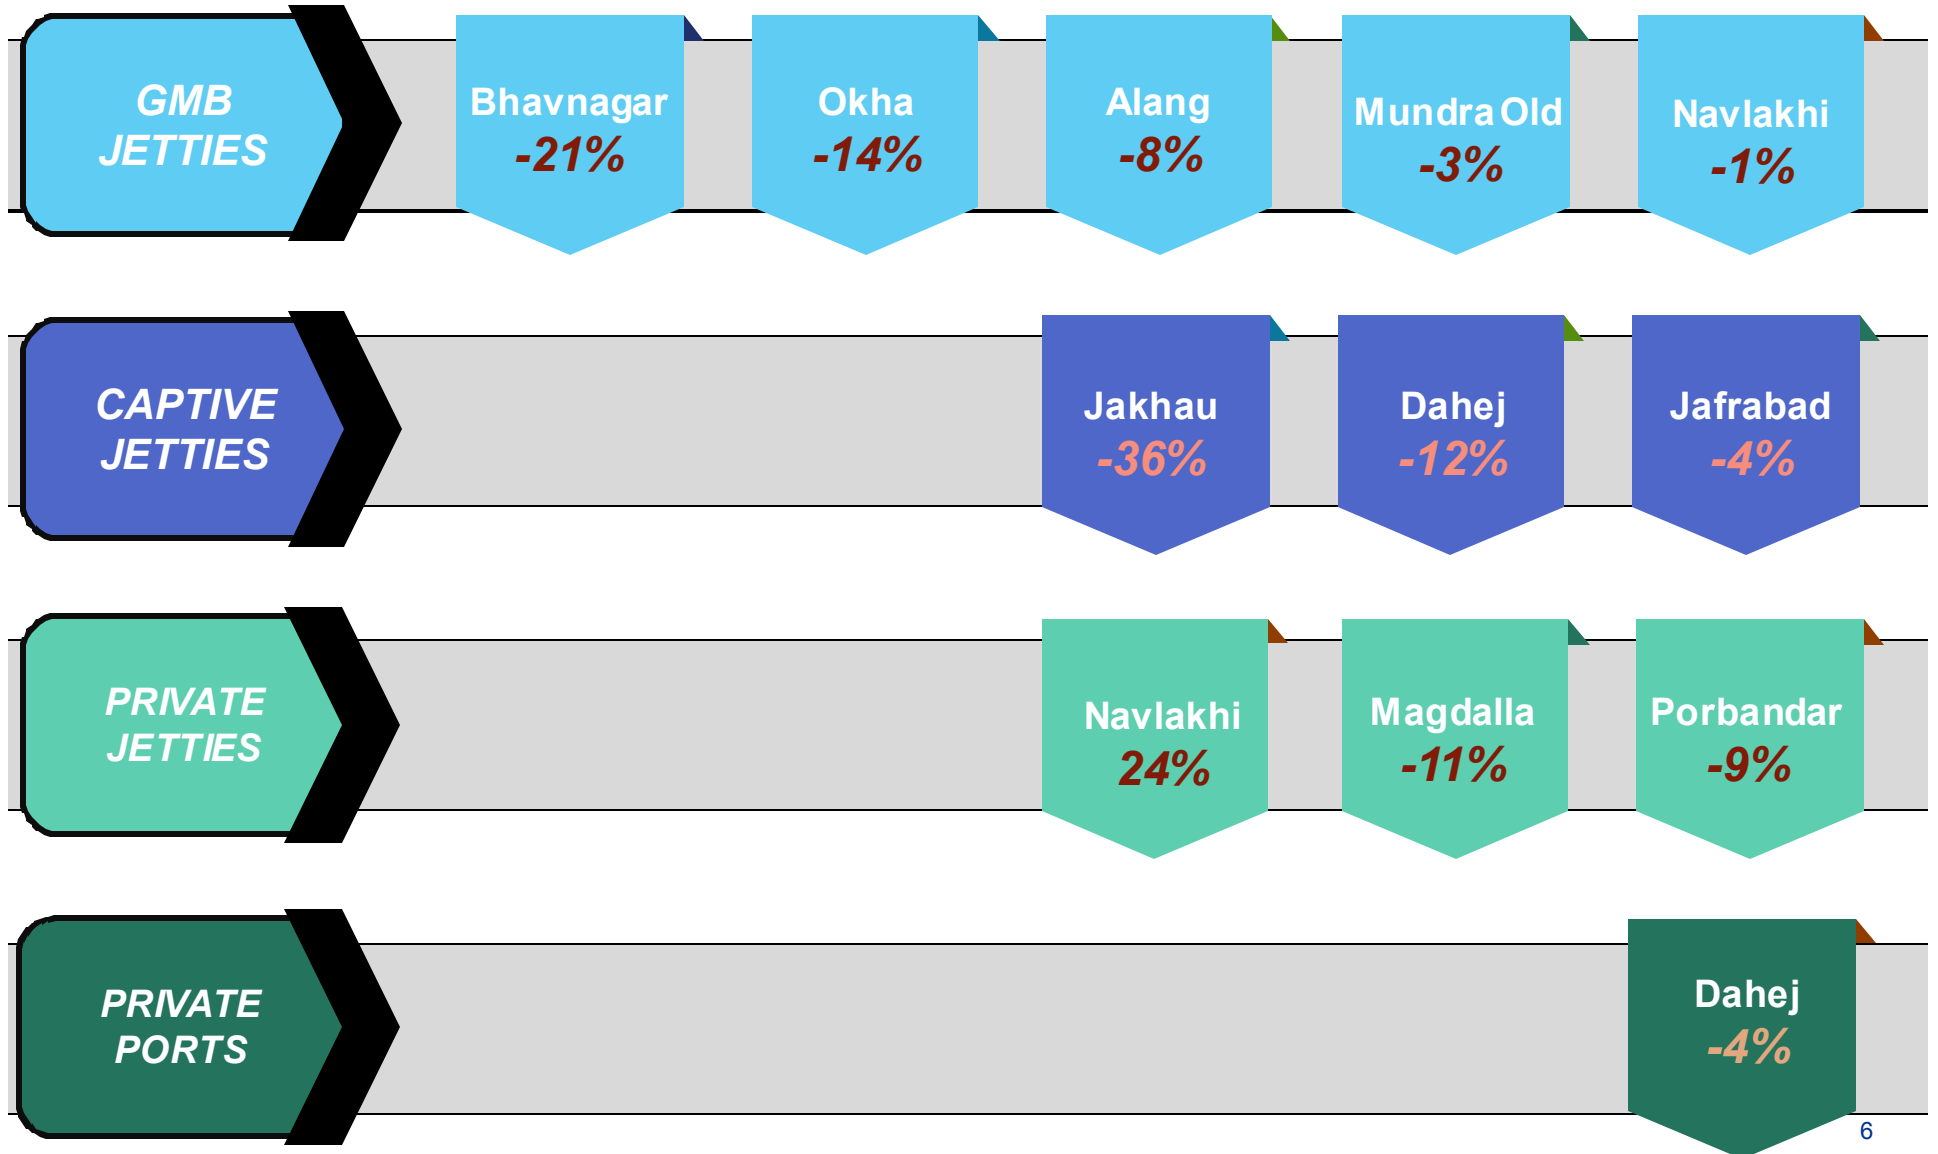 GMB
JETTIES
Bhavnagar
-21%
Okha
-14%
Alang
-8%
Mundra Old
-3%
Navlakhi
-1%
CAPTIVE
JETTIES
Jakhau
-36%
Dahej
-12%
Jafrabad
-4%
PRIVATE
JETTIES
Navlakhi
24%
Magdalla
-11%
Porbandar
-9%
PRIVATE
PORTS
Dahej
-4%
6